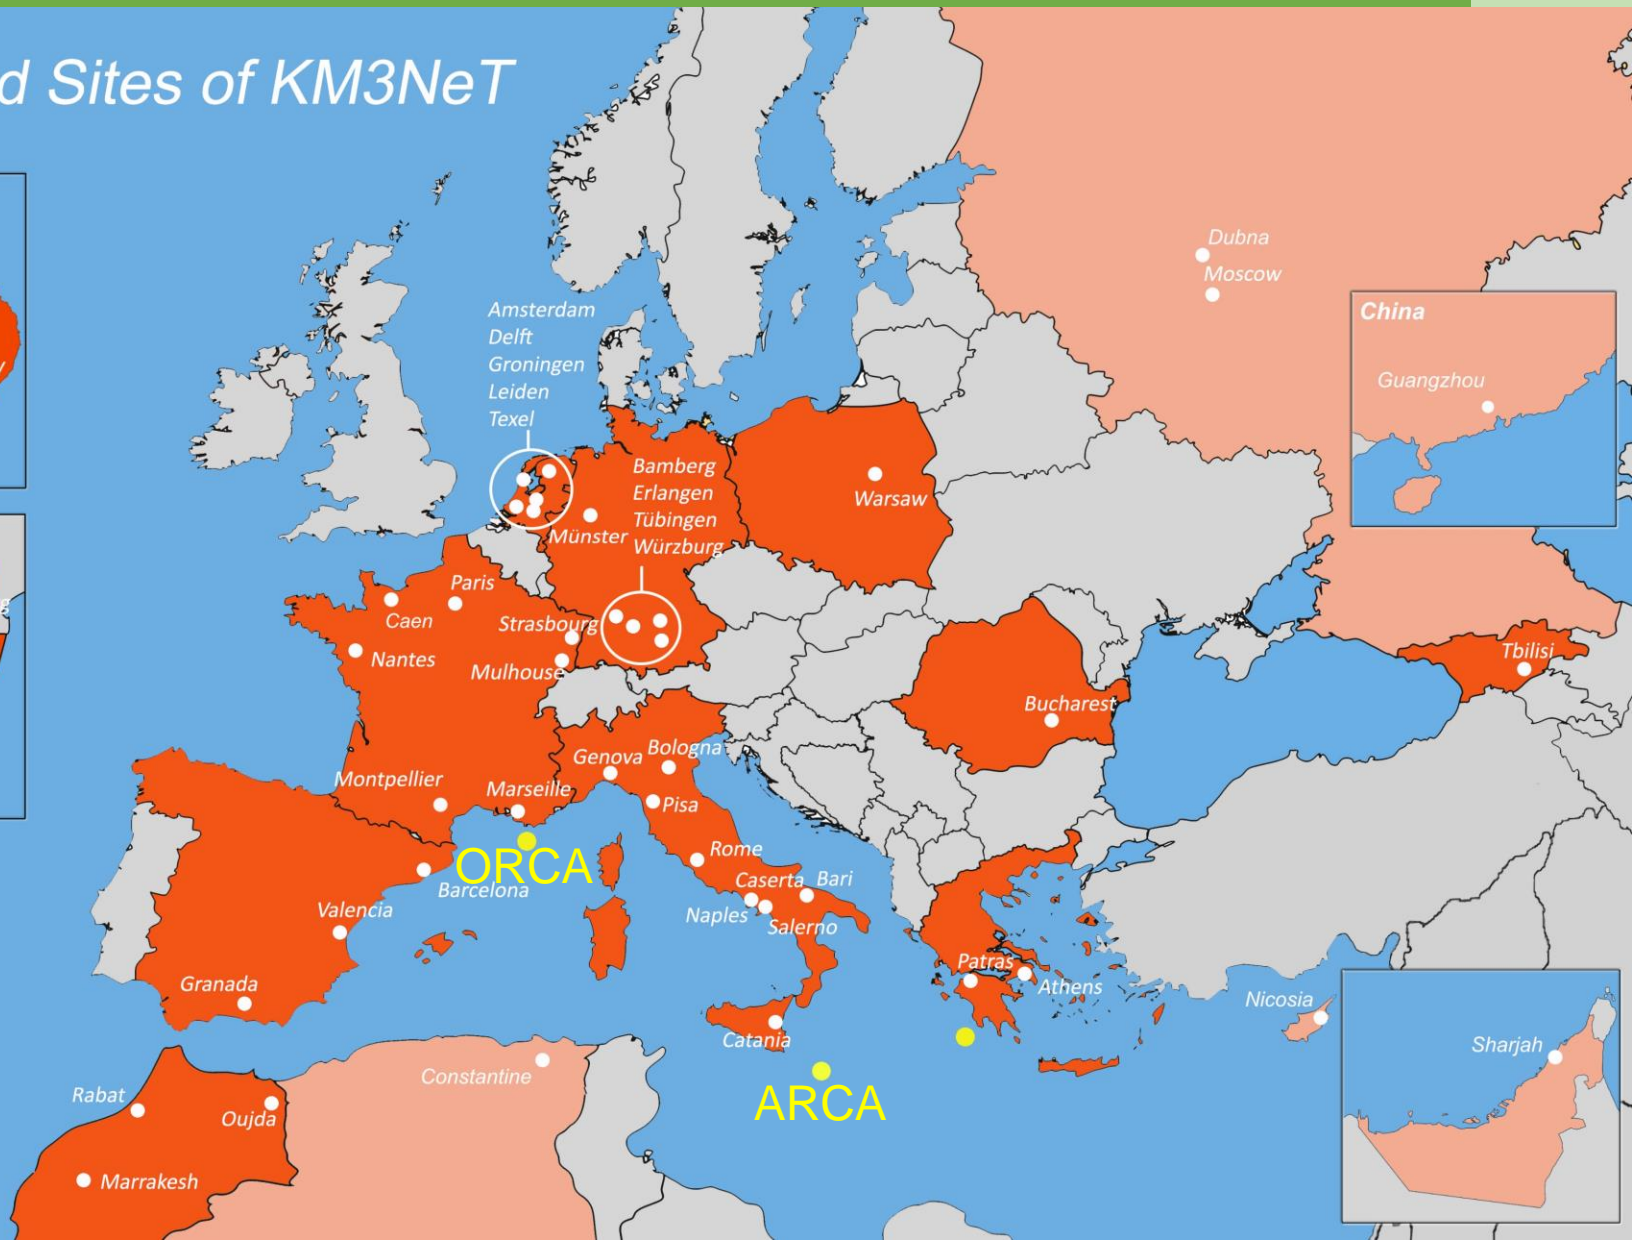 d Sites of KM3NeT
Dubna
Moscow
China
Guangzhou
Amsterdam
Delft
Groningen
Leiden
Texel
Bamberg
Erlangen
Tübingen
Würzburg
Münster
Warsaw
Paris
Caen
Strasbourg
Nantes
Mulhouse
Tbilisi
Bucharest
Genova
Bologna
Montpellier
Marseille
Pisa
ORCA
Rome
Barcelona
Caserta
Bari
Valencia
Naples
Salerno
Patras
Athens
Granada
Nicosia
Catania
Sharjah
Constantine
Rabat
ARCA
Oujda
Marrakesh